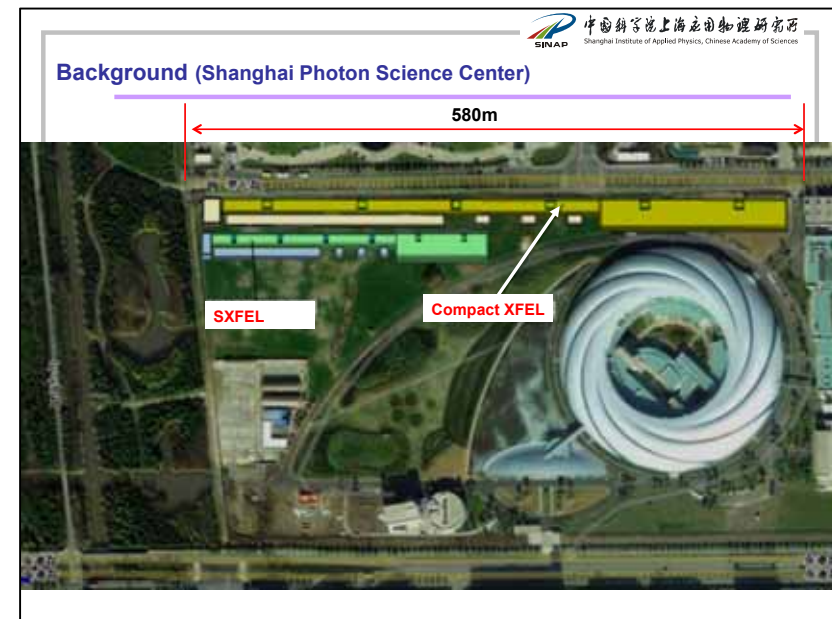 中国科学院上海应用物理研究所
SINAP
Shanghai Institute of Applied Physics, Chinese Academy of Sciences
Background (Shanghai Photon Science Center)
580m
SXFEL
Compact XFEL